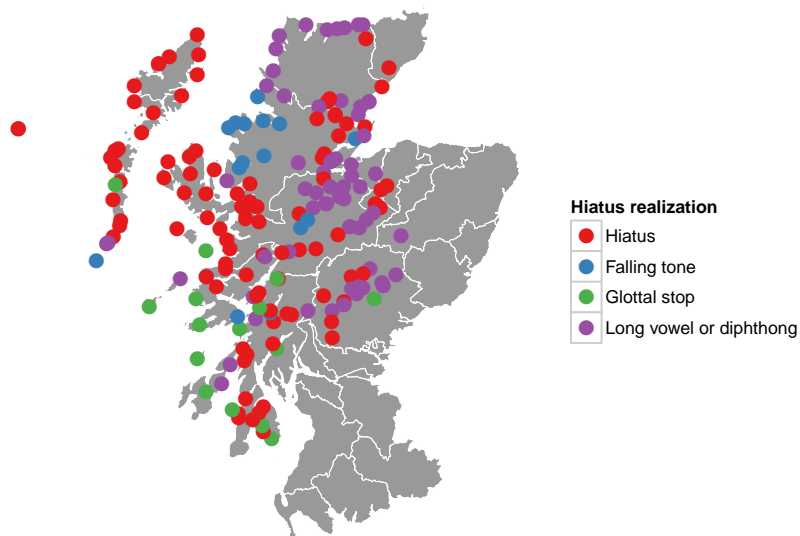 Hiatus realization
Hiatus
Falling tone
Glottal stop
Long vowel or diphthong